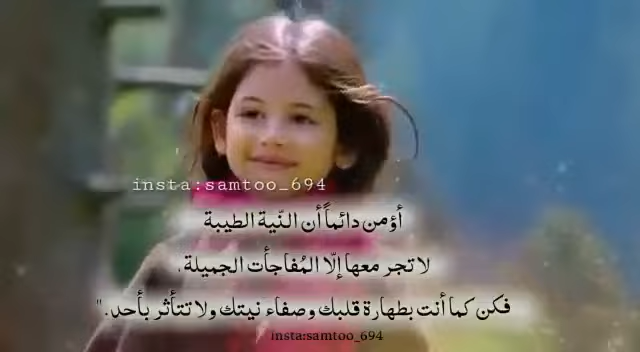 insta:samtoo_694
أؤمن دائماً أن النّية الطيبة
لا تجر معها إلّا المُفاجأت الجميلة,
فكن كما أنت بطهارة قلبك وصفاء نيتك ولا تتأثر بأحد."
insta:samtoo_694